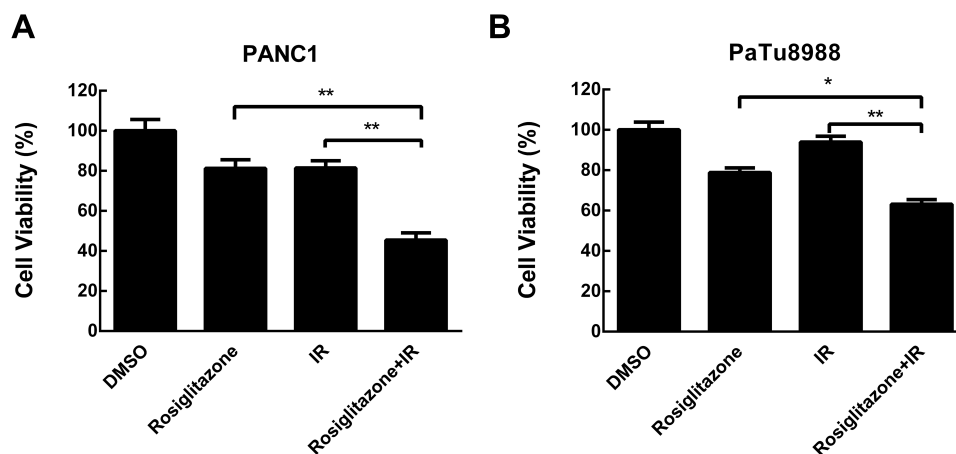 A
PANC1
Cell Viability (%)
120
100
80
60
40
20
0
**
**
DMSO
Rosiglitazone
IR
Rosiglitazone+IR
B
PaTu8988
Cell Viability (%)
120
100
80
60
40
20
0
*
**
DMSO
Rosiglitazone
IR
Rosiglitazone+IR